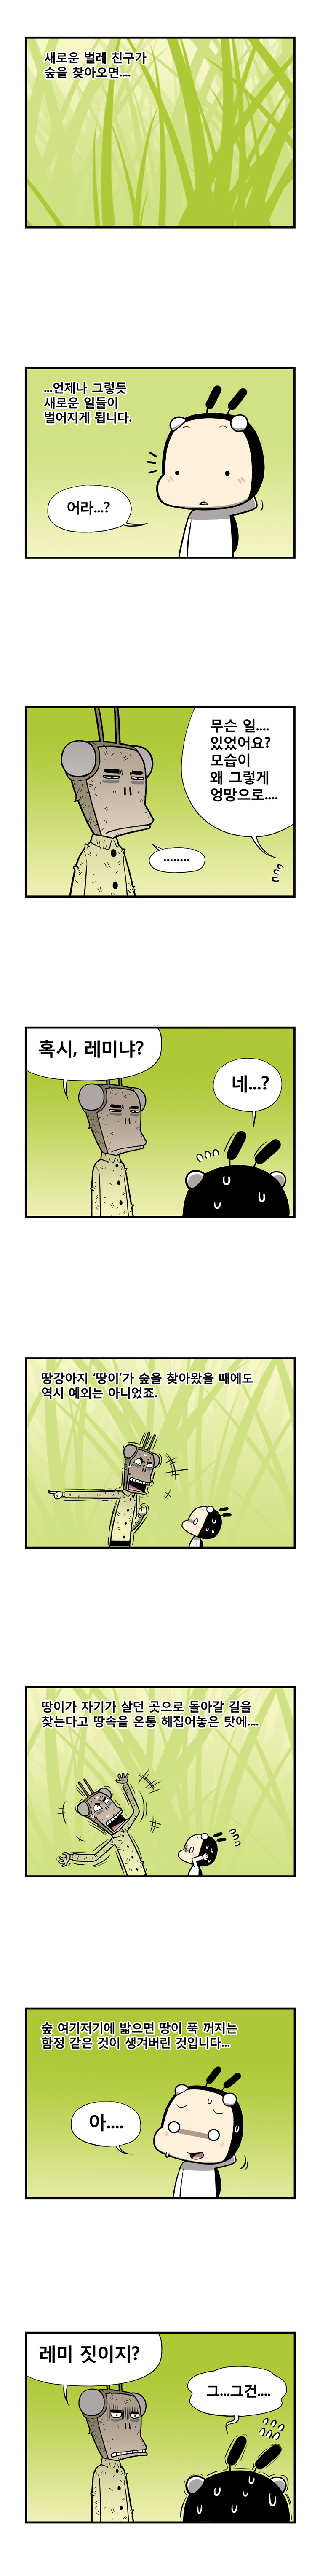 새로운 벌레 친구가
숲을 찾아오면....
...언제나 그렇듯
새로운 일들이
벌어지게 됩니다.
어라...?
무슨 일....
있었어요?
모습이
왜 그렇게
엉망으로....
........
혹시, 레미냐?
네...?
땅강아지 '땅이'가 숲을 찾아왔을 때에도
역시 예외는 아니었죠.
땅이가 자기가 살던 곳으로 돌아갈 길을
찾는다고 땅속을 온통 헤집어놓은 탓에....
숲 여기저기에 밟으면 땅이 푹 꺼지는
함정 같은 것이 생겨버린 것입니다...
아....
레미 짓이지?
그...그건....